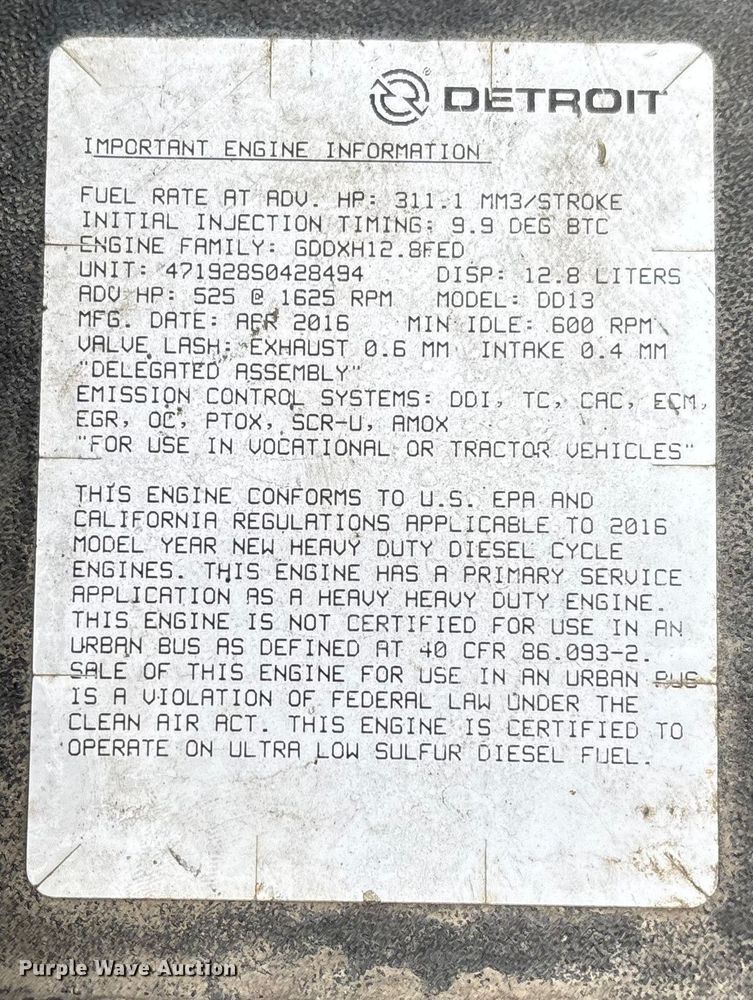 DETROIT
IMPORTANT ENGINE INFORMATION
FUEL RATE AT ADV. HP: 311.1 MM3/STROKE
INITIAL INJECTION TIMING: 9.9 DEG BTC
ENGINE FAMILY: GDDXH12.8FED
UNIT: 471928S0428494 DISP: 12.8 LITERS
ADV HP: 525 @ 1625 RPM MODEL: DD13
MFG. DATE: APR 2016 MIN IDLE: 600 RPM
VALVE LASH: EXHAUST 0.6 MM INTAKE 0.4 MM
"DELEGATED ASSEMBLY"
EMISSION CONTROL SYSTEMS: DDI, TC, CAC, ECM,
EGR, OC, PTOX, SCR-U, AMOX
"FOR USE IN VOCATIONAL OR TRACTOR VEHICLES"
THIS ENGINE CONFORMS TO U.S. EPA AND
CALIFORNIA REGULATIONS APPLICABLE TO 2016
MODEL YEAR NEW HEAVY DUTY DIESEL CYCLE
ENGINES. THIS ENGINE HAS A PRIMARY SERVICE
APPLICATION AS A HEAVY HEAVY DUTY ENGINE.
THIS ENGINE IS NOT CERTIFIED FOR USE IN AN
URBAN BUS AS DEFINED AT 40 CFR 86.093-2.
SALE OF THIS ENGINE FOR USE IN AN URBAN BUS
IS A VIOLATION OF FEDERAL LAW UNDER THE
CLEAN AIR ACT. THIS ENGINE IS CERTIFIED TO
OPERATE ON ULTRA LOW SULFUR DIESEL FUEL.
Purple Wave Auction